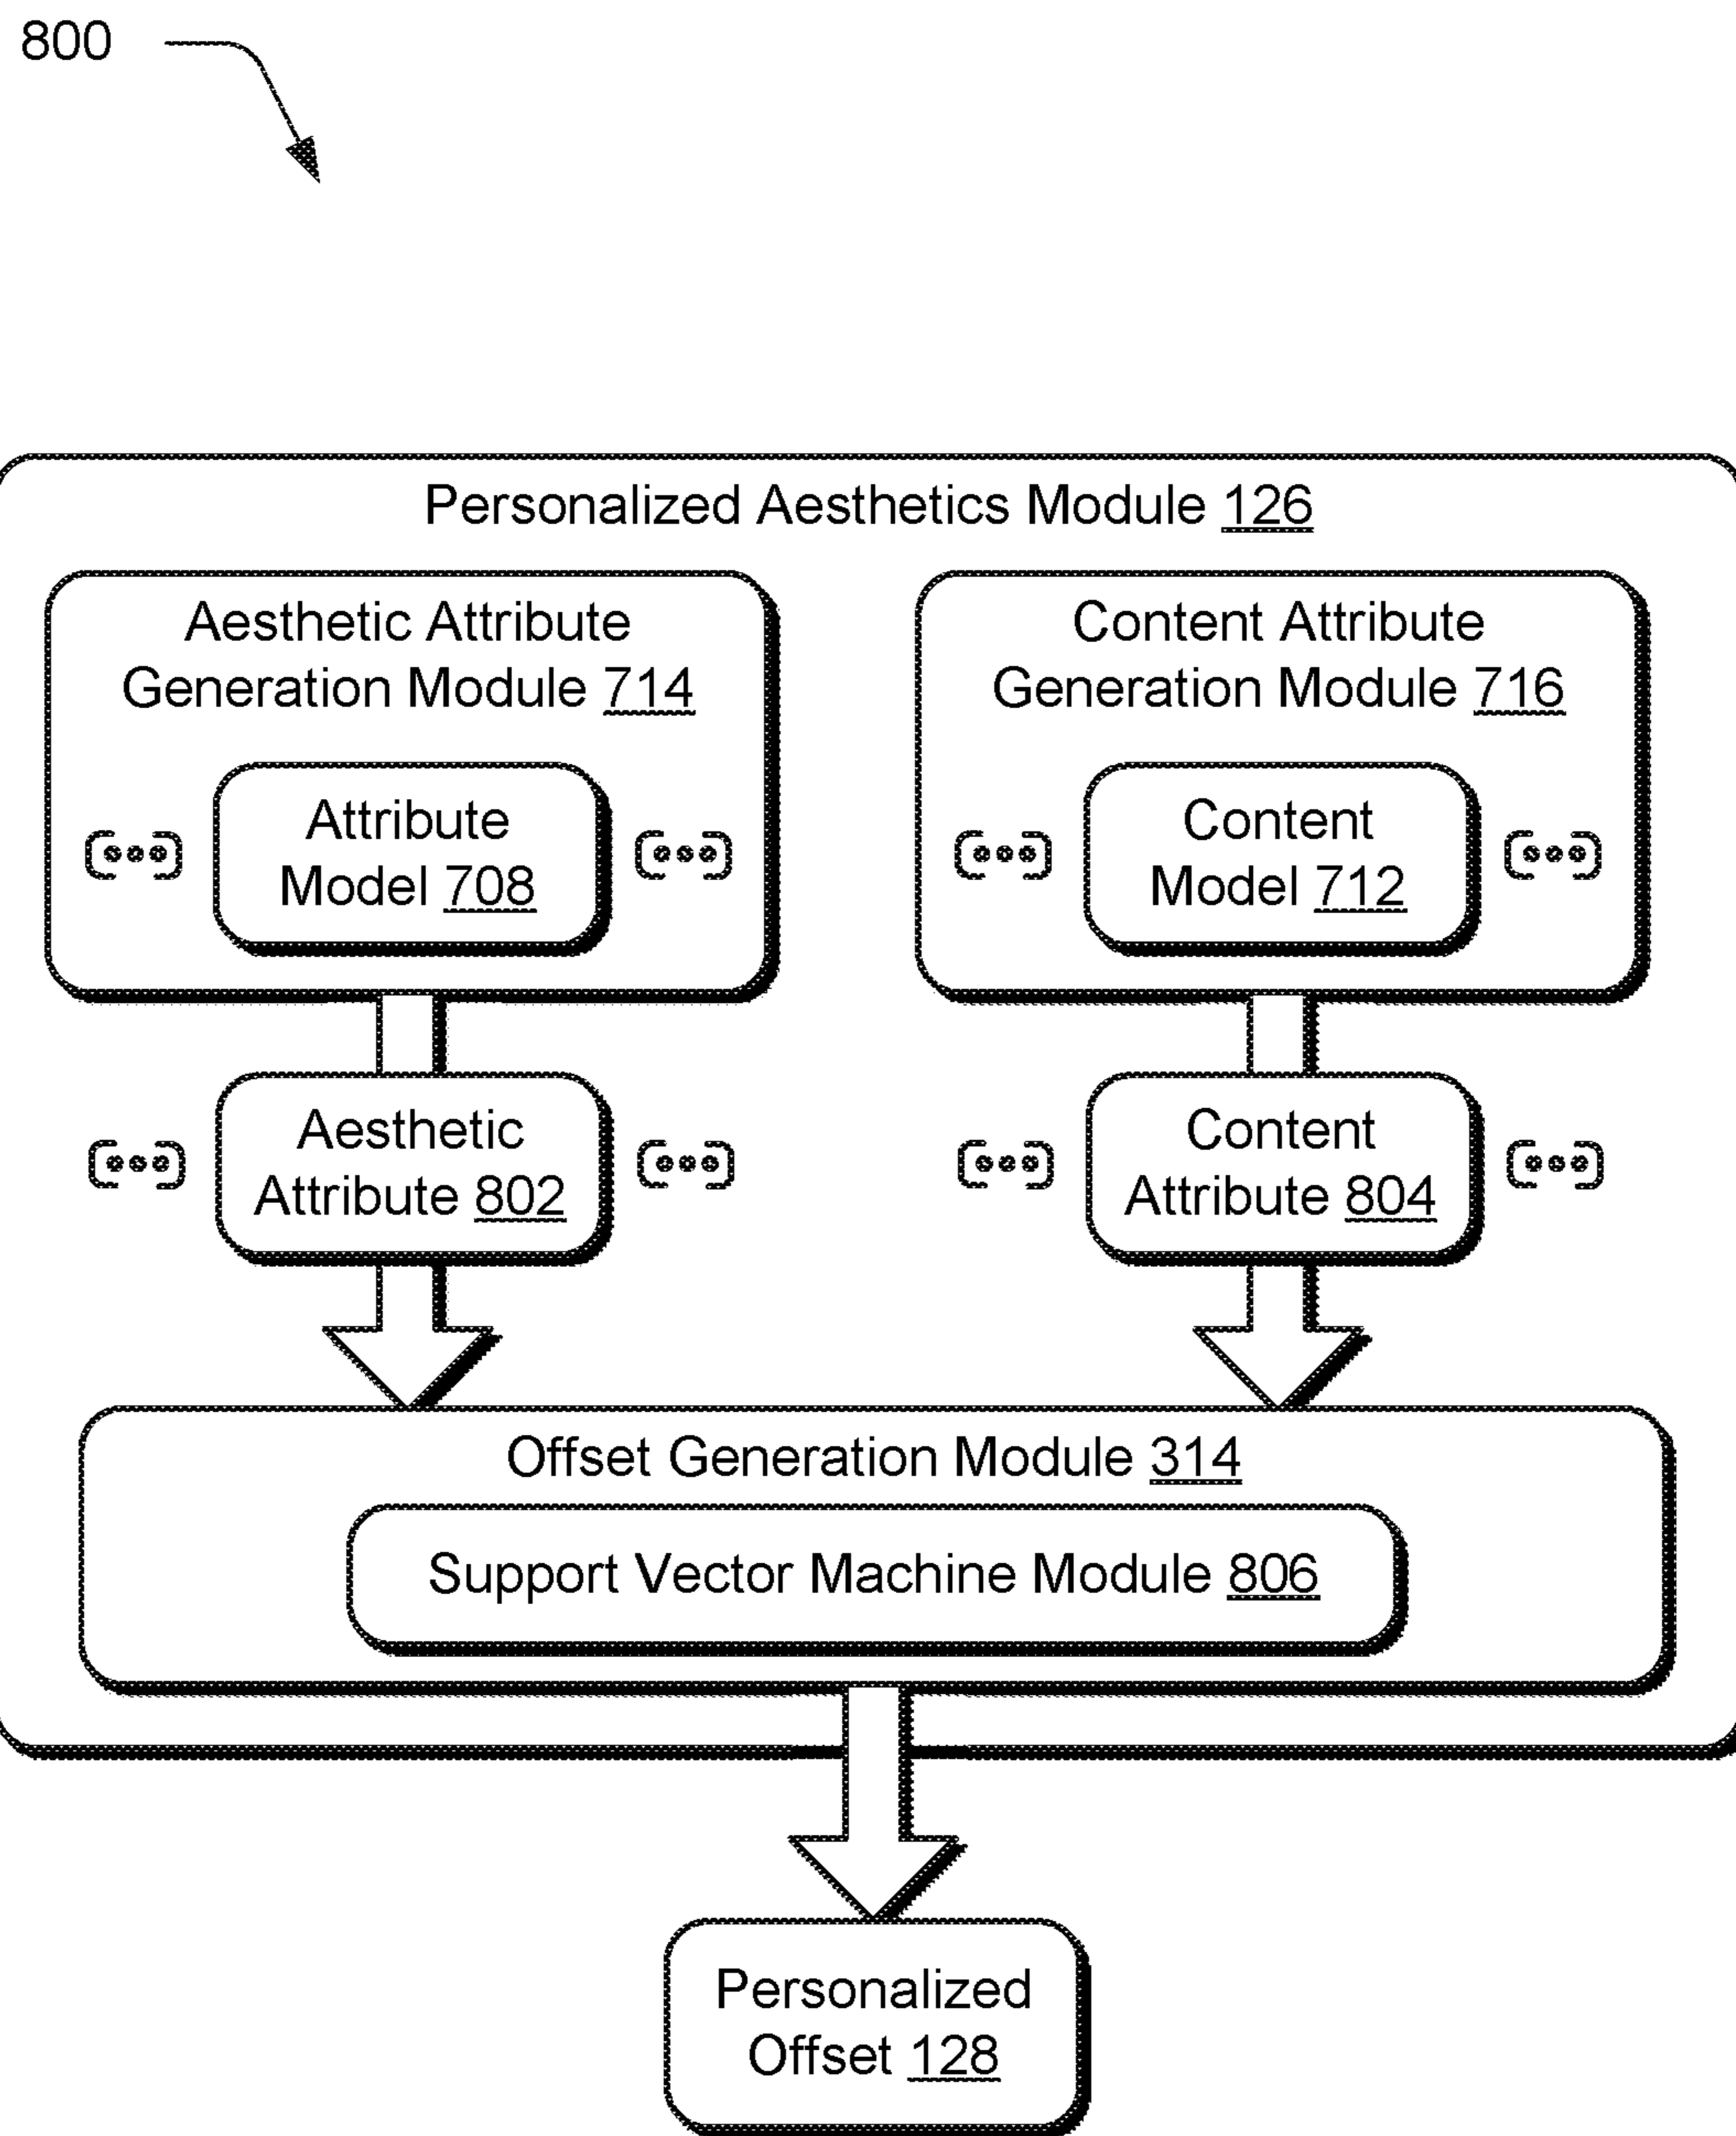 800
Personalized Aesthetics Module 126
Aesthetic Attribute
Generation Module 714
Attribute
Model 708
Content Attribute
Generation Module 716
Content
Model 712
Aesthetic
Attribute 802
Content
Attribute 804
Offset Generation Module 314
Support Vector Machine Module 806
Personalized
Offset 128